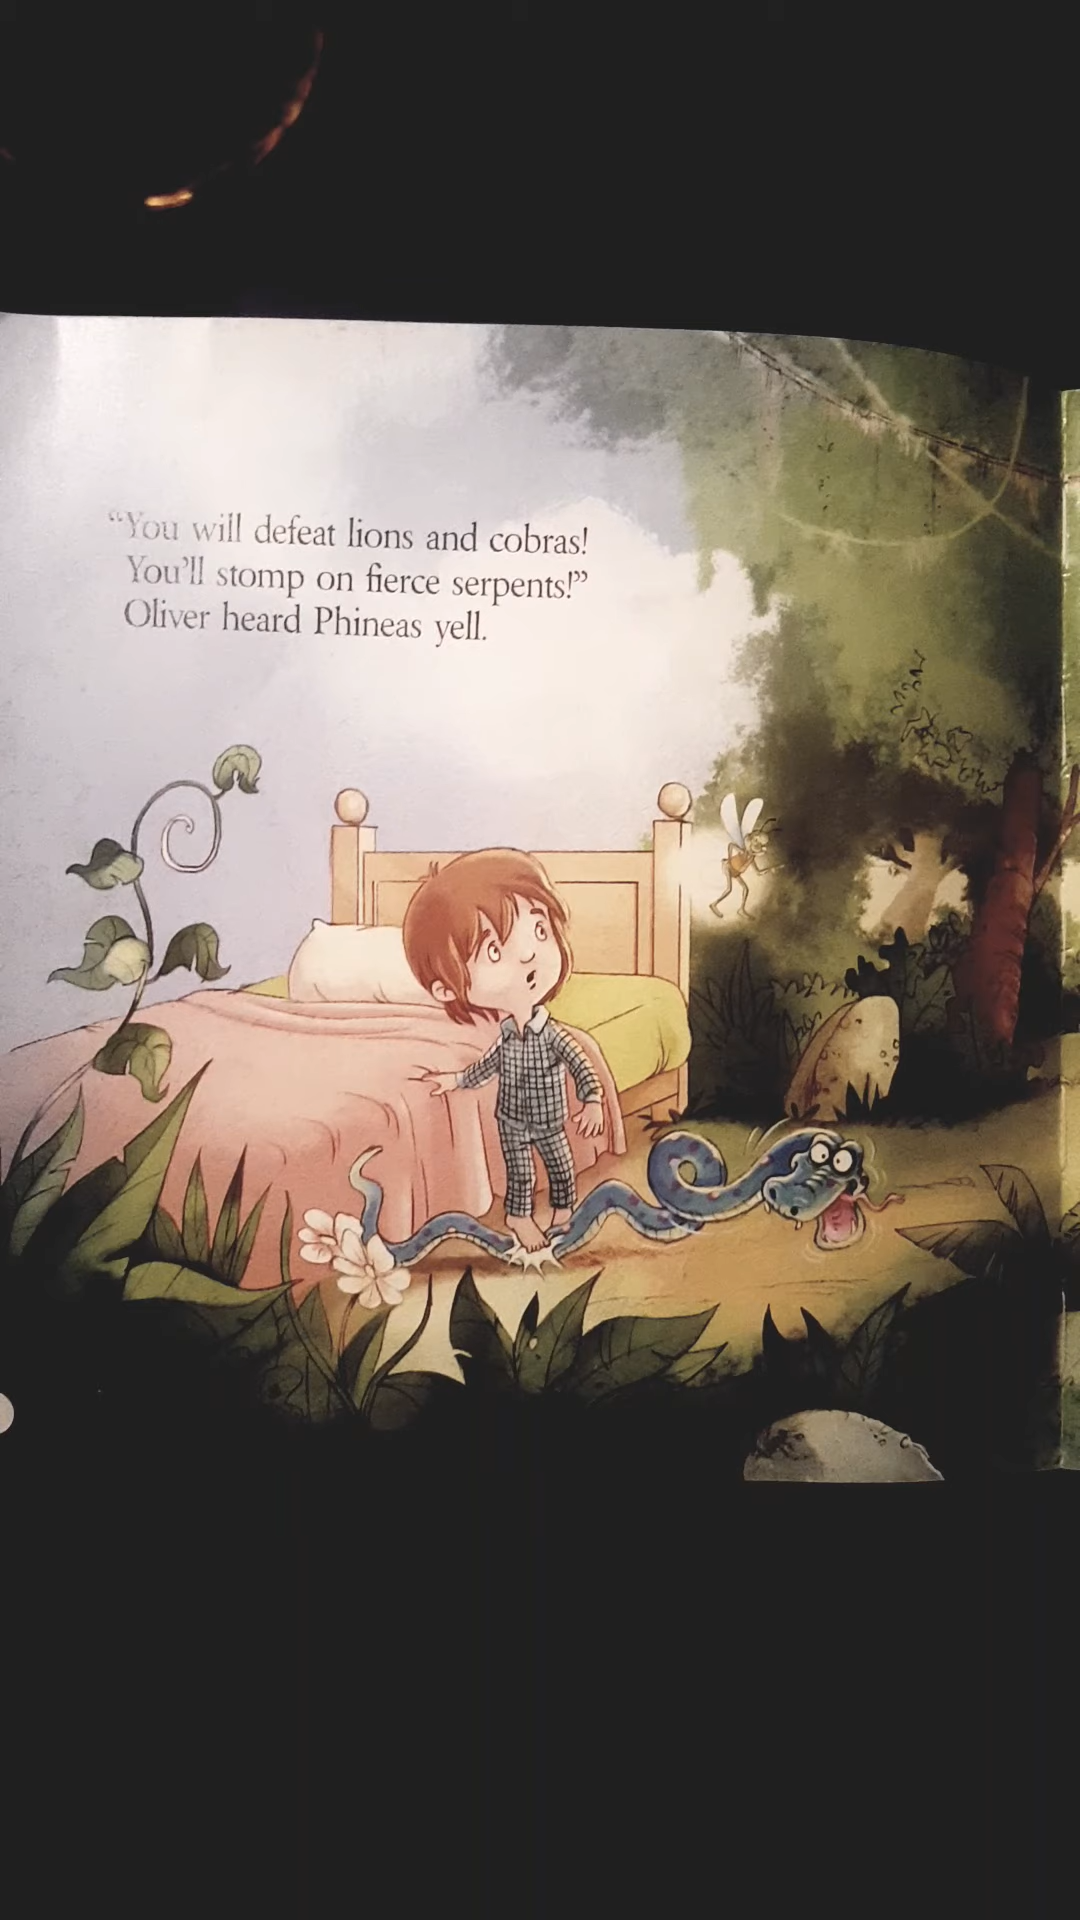 “You will defeat lions and cobras!
You’ll stomp on fierce serpents!”
Oliver heard Phineas yell.